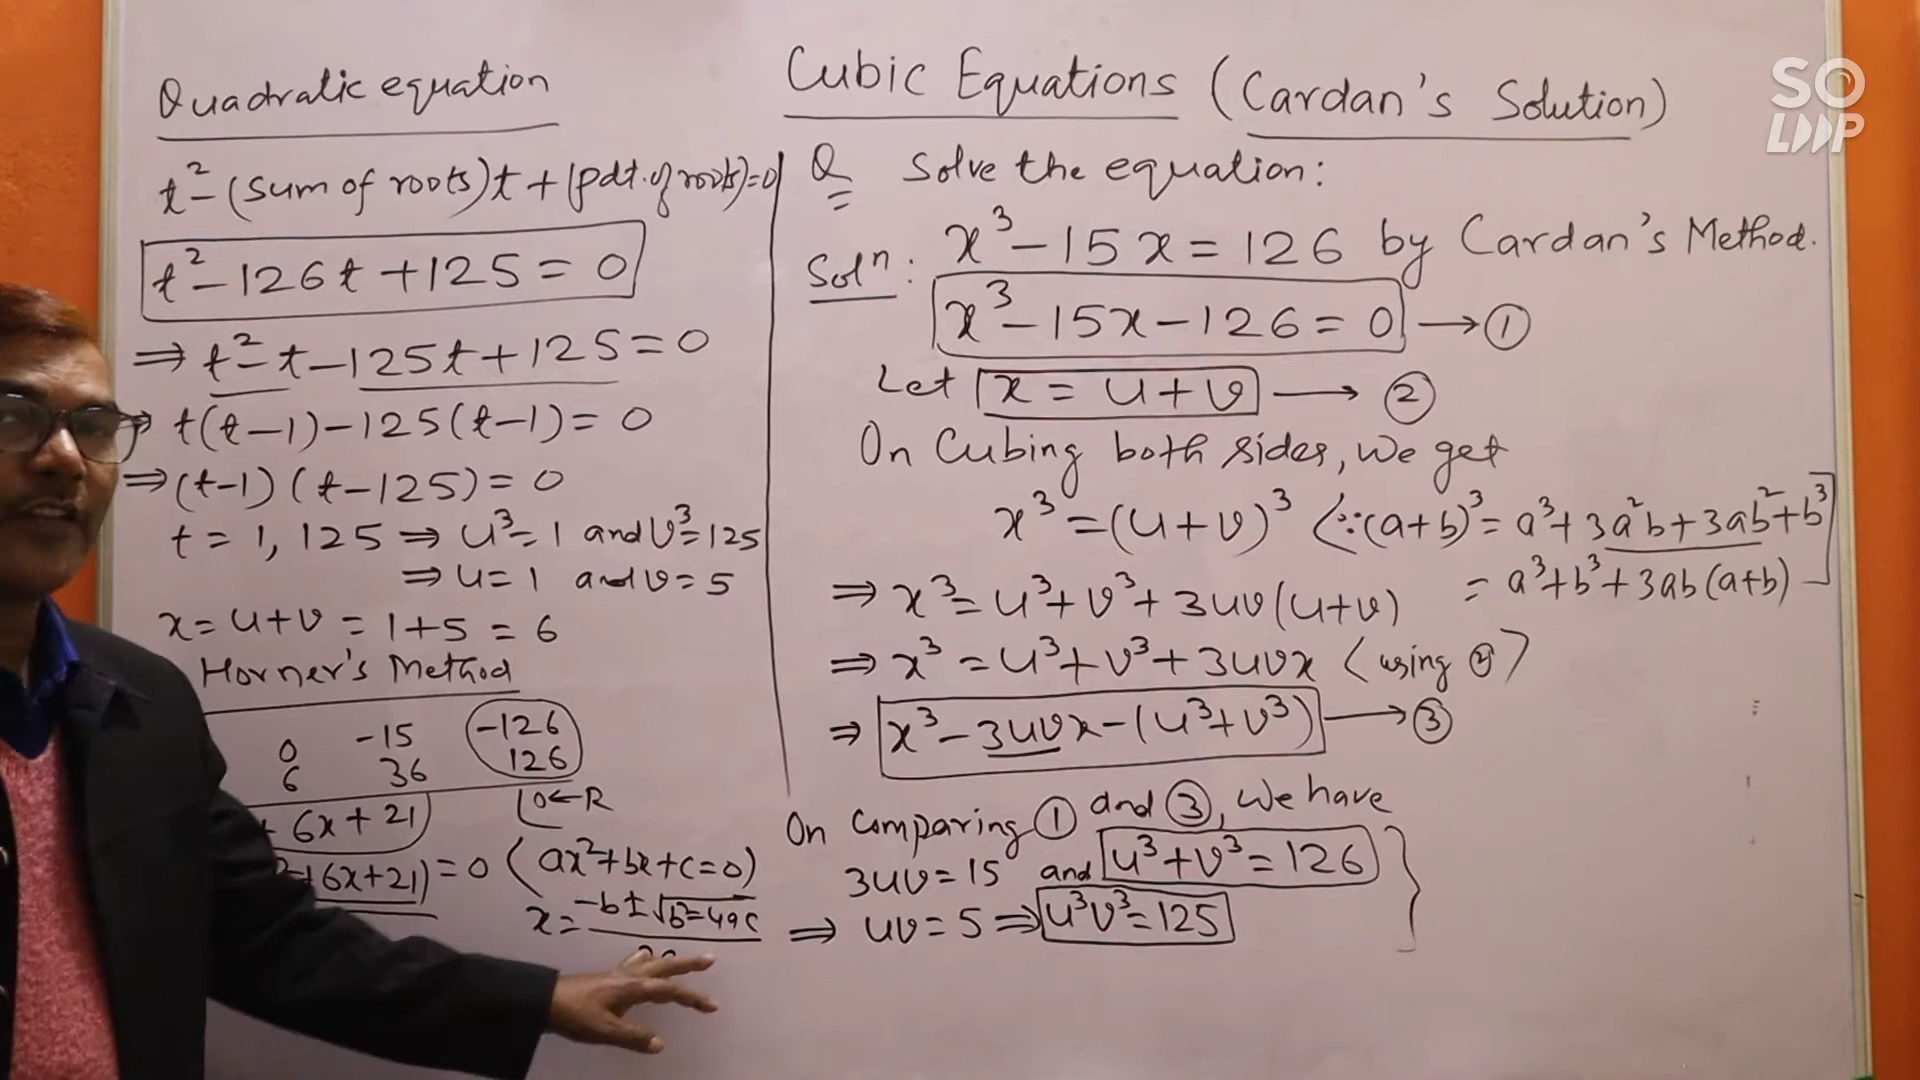 Quadratic equation
t² - (sum of roots)t + (pdt. of roots) = 0
t² - 126t + 125 = 0
⇒ t² - t - 125t + 125 = 0
⇒ t(t-1) - 125(t-1) = 0
⇒ (t-1)(t-125) = 0
t = 1, 125 ⇒ u³ = 1 and v³ = 125
⇒ u = 1 and v = 5
x = u + v = 1 + 5 = 6
Horner's Method
0 -15 -126
6 36 126
6x + 21 0 ← R
+6x+21) = 0 (ax² + bx + c = 0)
x = -b ± √b² - 4ac
Cubic Equations (Cardan's Solution)
Q Solve the equation:
x³ - 15x = 126 by Cardan's Method.
Solⁿ:
x³ - 15x - 126 = 0 → ①
Let x = u + v → ②
On Cubing both sides, we get
x³ = (u+v)³ (∵(a+b)³ = a³ + 3a²b + 3ab² + b³
⇒ x³ = u³ + v³ + 3uv(u+v) = a³ + b³ + 3ab(a+b)
⇒ x³ = u³ + v³ + 3uvx (using ②)
⇒ x³ - 3uvx - (u³ + v³) → ③
On Comparing ① and ③, We have
3uv = 15 and u³ + v³ = 126
⇒ uv = 5 ⇒ u³v³ = 125
SO
LOOP